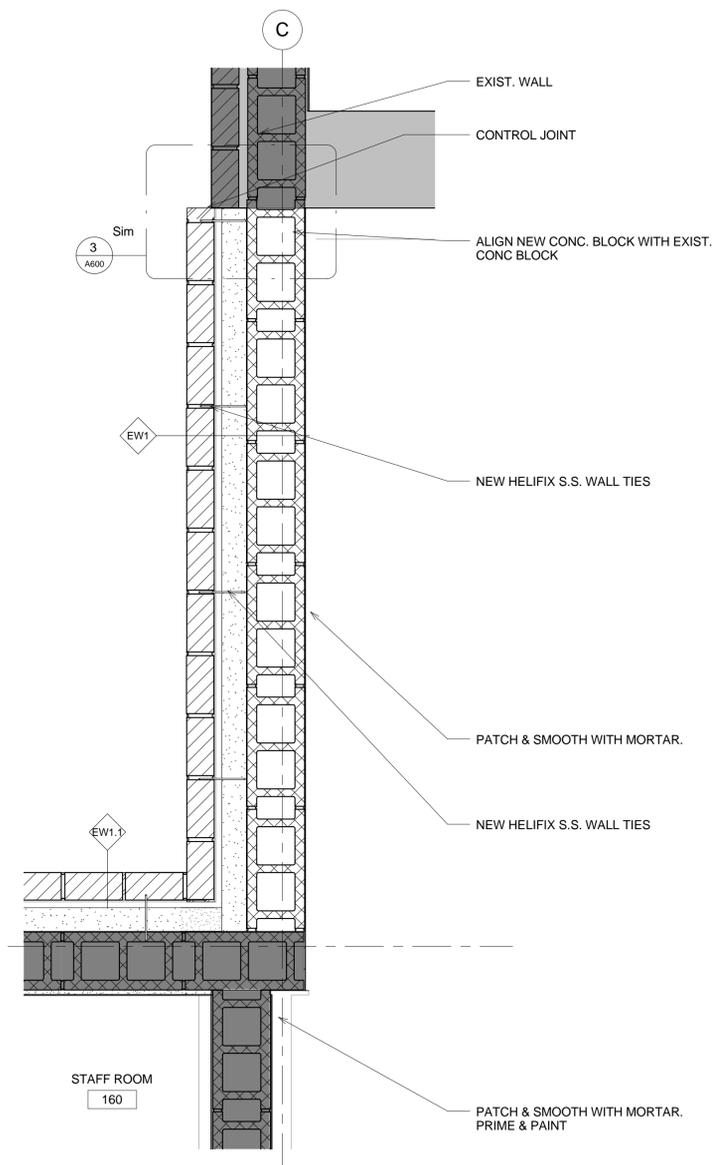 C
EXIST. WALL
CONTROL JOINT
Sim
3
A600
ALIGN NEW CONC. BLOCK WITH EXIST.
CONC BLOCK
EW1
NEW HELIFIX S.S. WALL TIES
PATCH & SMOOTH WITH MORTAR.
NEW HELIFIX S.S. WALL TIES
EW1.1
STAFF ROOM
160
PATCH & SMOOTH WITH MORTAR.
PRIME & PAINT